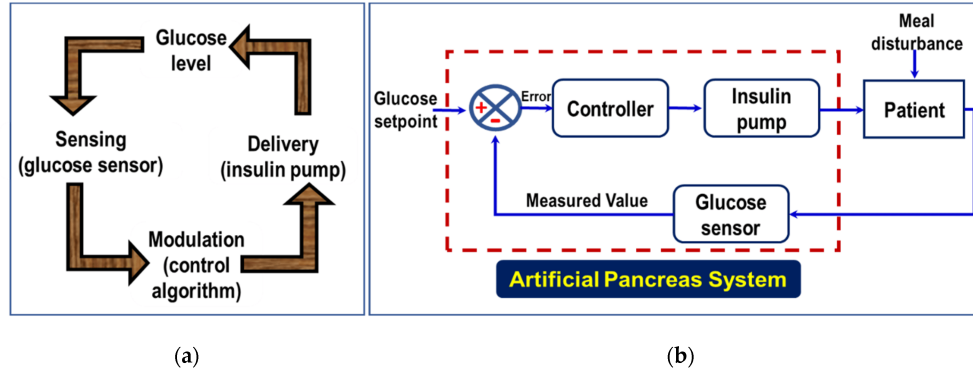 Glucose
level
Sensing
(glucose sensor)
Delivery
(insulin pump)
Modulation
(control
algorithm)
(a)
Meal
disturbance
Glucose
setpoint
+
-
Error
Controller
Insulin
pump
Patient
Measured Value
Glucose
sensor
Artificial Pancreas System
(b)